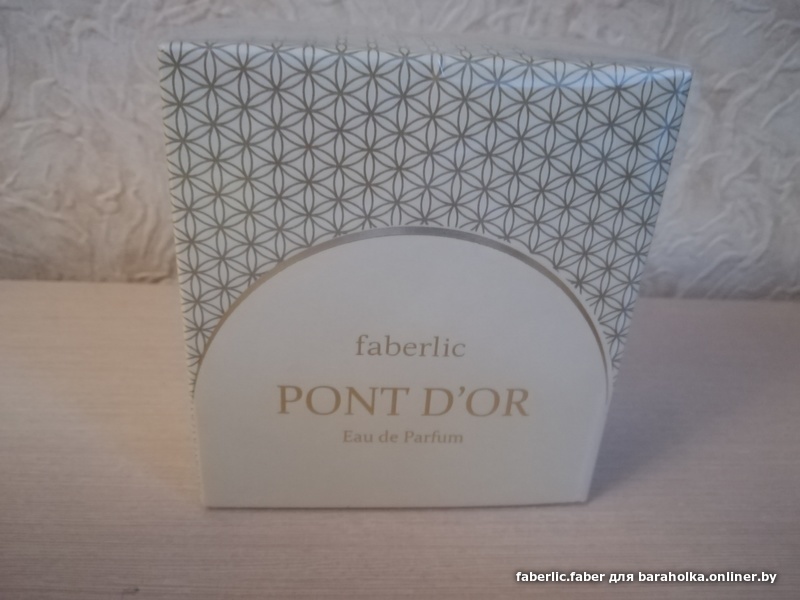 faberlic
PONT D'OR
Eau de Parfum
faberlic.faber для baraholka.onliner.by